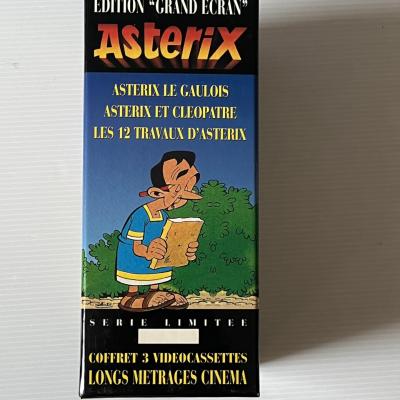 EDITION "GRAND ECRAN"
Asterix
ASTERIX LE GAULOIS
ASTERIX ET CLEOPATRE
LES 12 TRAVAUX D'ASTERIX
SERIE LIMITEE
COFFRET 3 VIDEOCASSETTES
LONGS METRAGES CINEMA